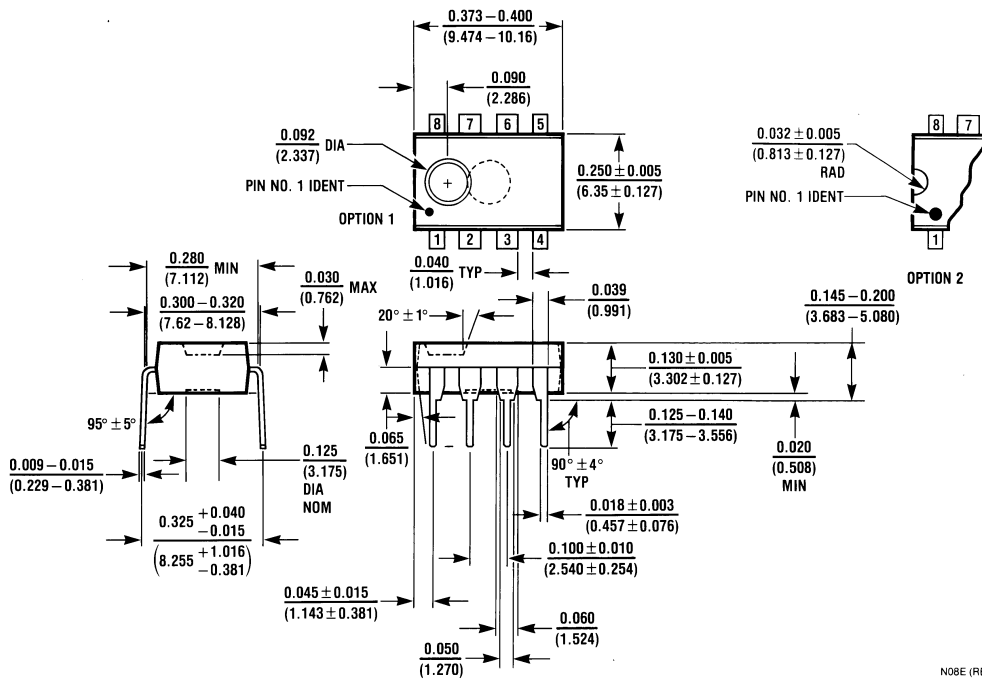 0.373 – 0.400
(9.474 – 10.16)
0.090
(2.286)
8 7 6 5
0.092 DIA
(2.337)
PIN NO. 1 IDENT
OPTION 1
1 2 3 4
0.250 ± 0.005
(6.35 ± 0.127)
0.032 ± 0.005
(0.813 ± 0.127)
RAD
PIN NO. 1 IDENT
8 7
1
OPTION 2
0.280 MIN
(7.112)
0.300 – 0.320
(7.62 – 8.128)
0.030 MAX
(0.762)
0.040 TYP
(1.016)
20° ± 1°
0.039
(0.991)
0.145 – 0.200
(3.683 – 5.080)
0.130 ± 0.005
(3.302 ± 0.127)
0.125 – 0.140
(3.175 – 3.556)
0.020
(0.508)
MIN
95° ± 5°
0.009 – 0.015
(0.229 – 0.381)
0.125
(3.175)
DIA
NOM
0.065
(1.651)
90° ± 4°
TYP
0.325 +0.040
–0.015
(8.255 +1.016
–0.381)
0.018 ± 0.003
(0.457 ± 0.076)
0.100 ± 0.010
(2.540 ± 0.254)
0.045 ± 0.015
(1.143 ± 0.381)
0.060
(1.524)
0.050
(1.270)
N08E